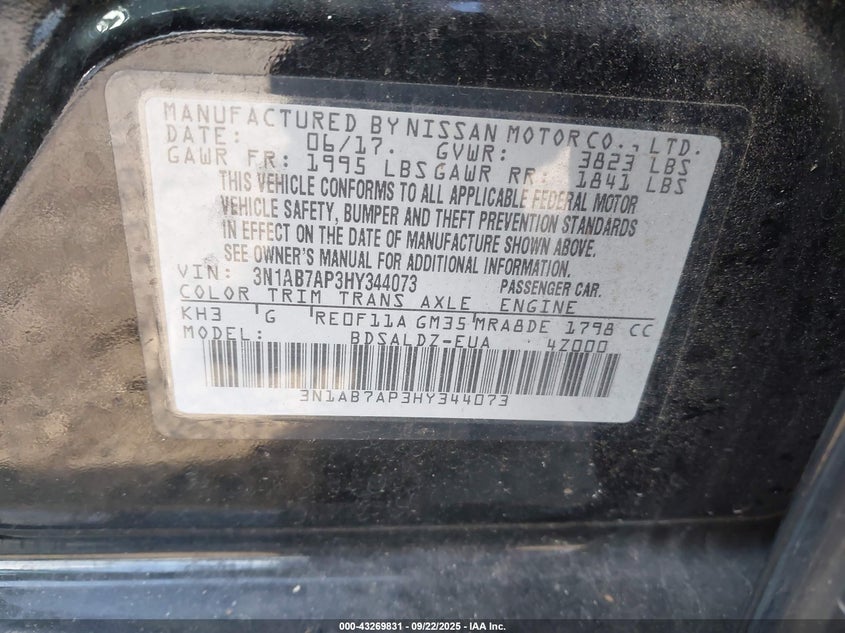 MANUFACTURED BY NISSAN MOTOR CO., LTD.
DATE: 06/17. GVWR: 3823 LBS
GAWR FR: 1995 LBS GAWR RR: 1841 LBS
THIS VEHICLE CONFORMS TO ALL APPLICABLE FEDERAL MOTOR
VEHICLE SAFETY, BUMPER AND THEFT PREVENTION STANDARDS
IN EFFECT ON THE DATE OF MANUFACTURE SHOWN ABOVE.
SEE OWNER'S MANUAL FOR ADDITIONAL INFORMATION.
VIN: 3N1AB7AP3HY344073 PASSENGER CAR.
COLOR TRIM TRANS AXLE ENGINE
KH3 G RE0F11A GM35 MRA8DE 1798 CC
MODEL: BDSALDZ-EUA 4Z000
3N1AB7AP3HY344073
000-43269831 - 09/22/2025 - © IAA Inc.